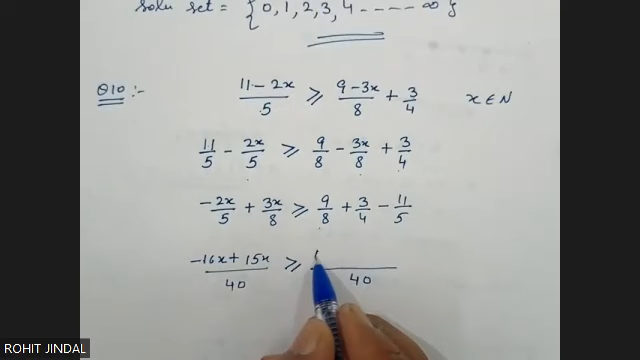 Solu set = { 0, 1, 2, 3, 4 ----- ∞ }
Q10 :- (11 - 2x)/5 ⩾ (9 - 3x)/8 + 3/4 x ∈ N
11/5 - 2x/5 ⩾ 9/8 - 3x/8 + 3/4
-2x/5 + 3x/8 ⩾ 9/8 + 3/4 - 11/5
(-16x + 15x)/40 ⩾ /40
ROHIT JINDAL